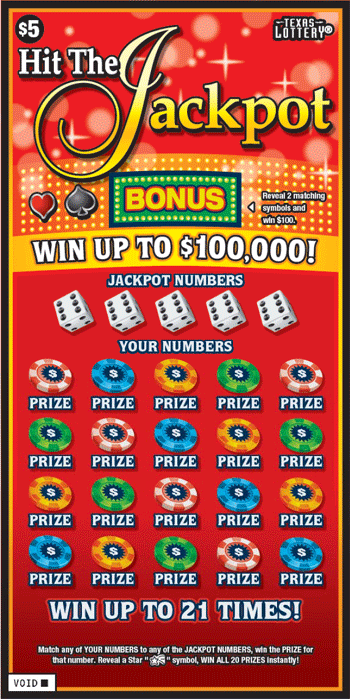 $5
TEXAS
LOTTERY®
Hit The
Jackpot
BONUS
Reveal 2 matching
symbols and
win $100.
WIN UP TO $100,000!
JACKPOT NUMBERS
YOUR NUMBERS
$ $ $ $ $
PRIZE PRIZE PRIZE PRIZE PRIZE
$ $ $ $ $
PRIZE PRIZE PRIZE PRIZE PRIZE
$ $ $ $ $
PRIZE PRIZE PRIZE PRIZE PRIZE
$ $ $ $ $
PRIZE PRIZE PRIZE PRIZE PRIZE
WIN UP TO 21 TIMES!
Match any of YOUR NUMBERS to any of the JACKPOT NUMBERS, win the PRIZE for
that number. Reveal a Star " " symbol, WIN ALL 20 PRIZES instantly!
VOID